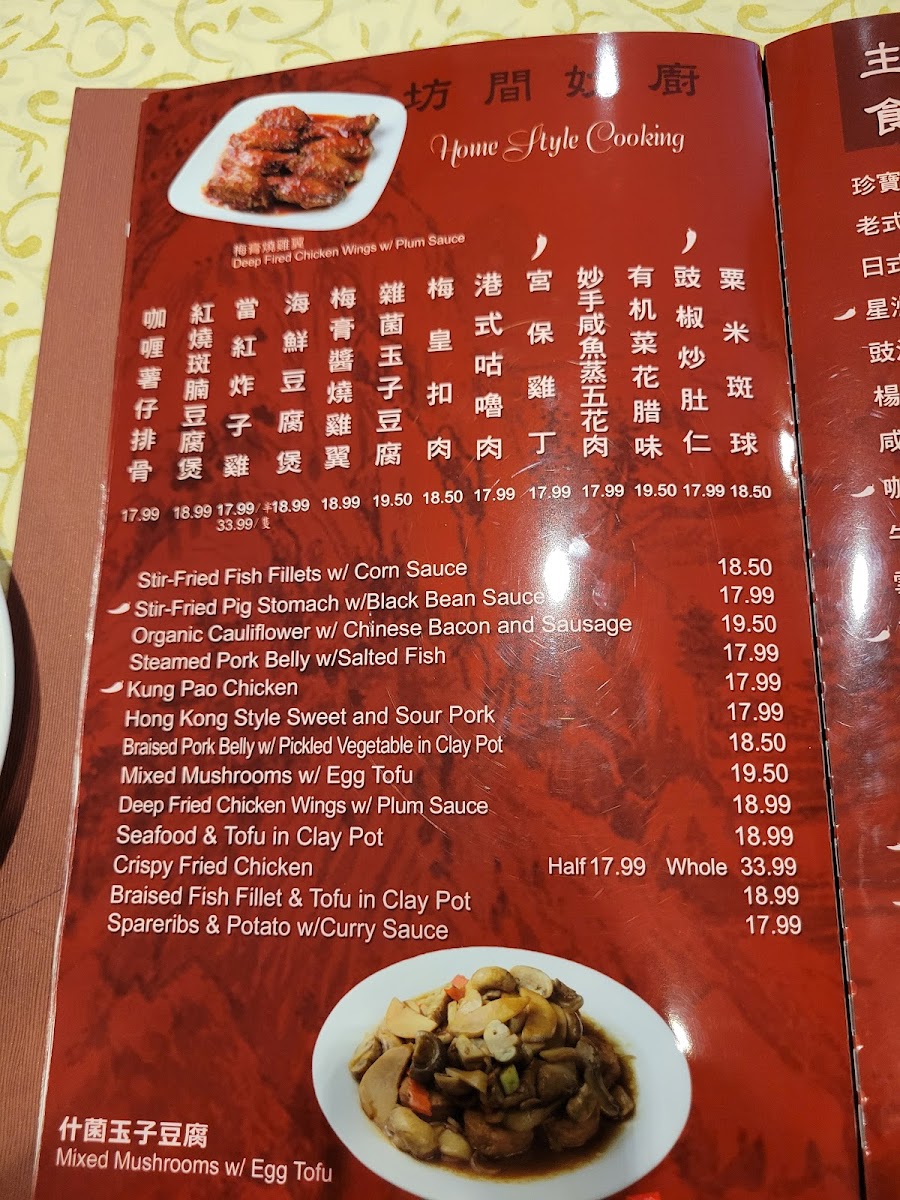 坊間妙廚
Home Style Cooking
梅膏燒雞翼
Deep Fired Chicken Wings w/ Plum Sauce
粟米斑球
豉椒炒肚仁
有机菜花腊味
妙手咸魚蒸五花肉
宮保雞丁
港式咕嚕肉
梅皇扣肉
雜菌玉子豆腐
梅膏醬燒雞翼
海鮮豆腐煲
當紅炸子雞
紅燒斑腩豆腐煲
咖喱薯仔排骨
17.99 18.99 17.99/半 18.99 18.99 19.50 18.50 17.99 17.99 17.99 19.50 17.99 18.50
33.99/隻
Stir-Fried Fish Fillets w/ Corn Sauce 18.50
Stir-Fried Pig Stomach w/Black Bean Sauce 17.99
Organic Cauliflower w/ Chinese Bacon and Sausage 19.50
Steamed Pork Belly w/Salted Fish 17.99
Kung Pao Chicken 17.99
Hong Kong Style Sweet and Sour Pork 17.99
Braised Pork Belly w/ Pickled Vegetable in Clay Pot 18.50
Mixed Mushrooms w/ Egg Tofu 19.50
Deep Fried Chicken Wings w/ Plum Sauce 18.99
Seafood & Tofu in Clay Pot 18.99
Crispy Fried Chicken Half 17.99 Whole 33.99
Braised Fish Fillet & Tofu in Clay Pot 18.99
Spareribs & Potato w/Curry Sauce 17.99
什菌玉子豆腐
Mixed Mushrooms w/ Egg Tofu
主食
珍寶
老式
日式
星洲
豉
楊
咸
咖